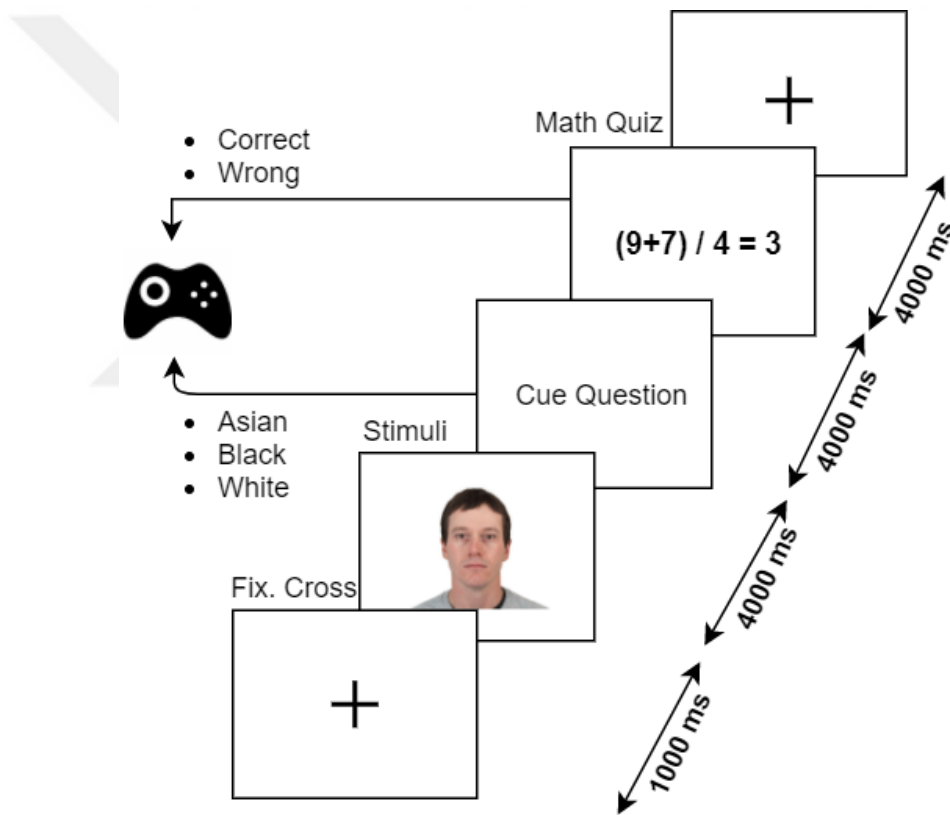 Math Quiz
• Correct
• Wrong
(9+7) / 4 = 3
4000 ms
Cue Question
4000 ms
• Asian
• Black
• White
Stimuli
4000 ms
Fix. Cross
1000 ms